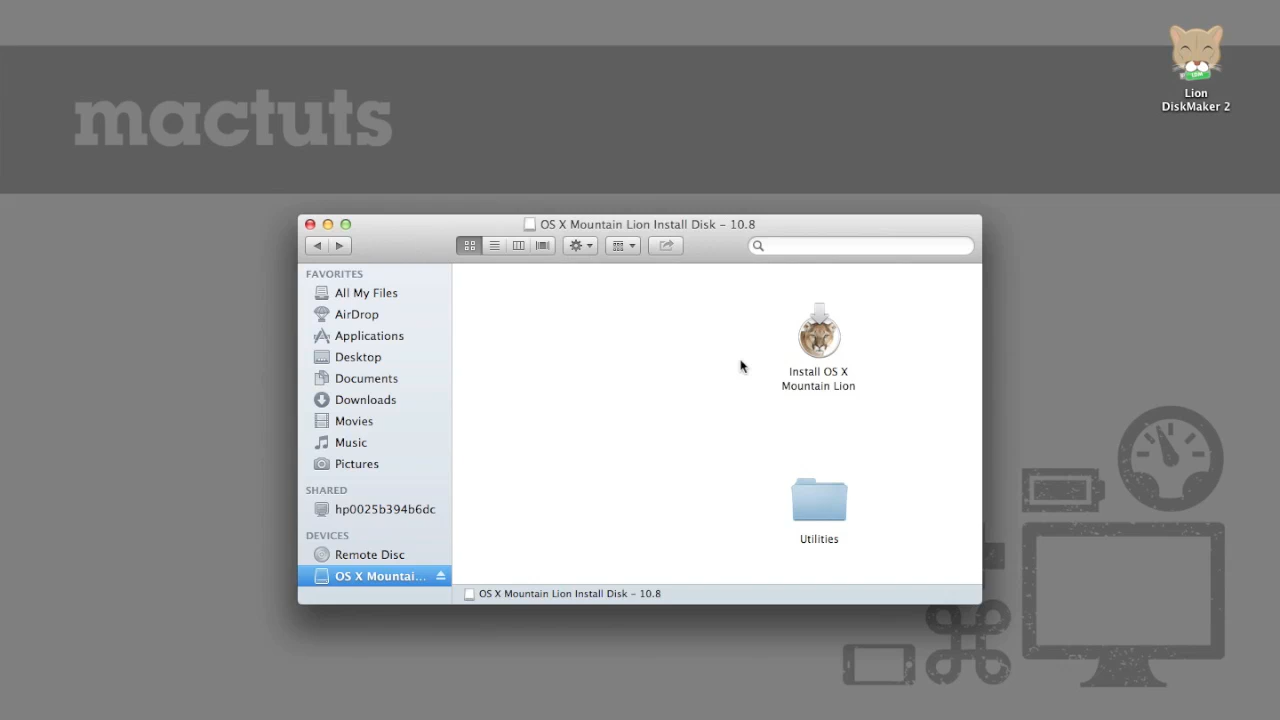 mactuts
Lion
DiskMaker 2
OS X Mountain Lion Install Disk – 10.8
FAVORITES
All My Files
AirDrop
Applications
Desktop
Documents
Downloads
Movies
Music
Pictures
SHARED
hp0025b394b6dc
DEVICES
Remote Disc
OS X Mountai...
Install OS X
Mountain Lion
Utilities
OS X Mountain Lion Install Disk – 10.8